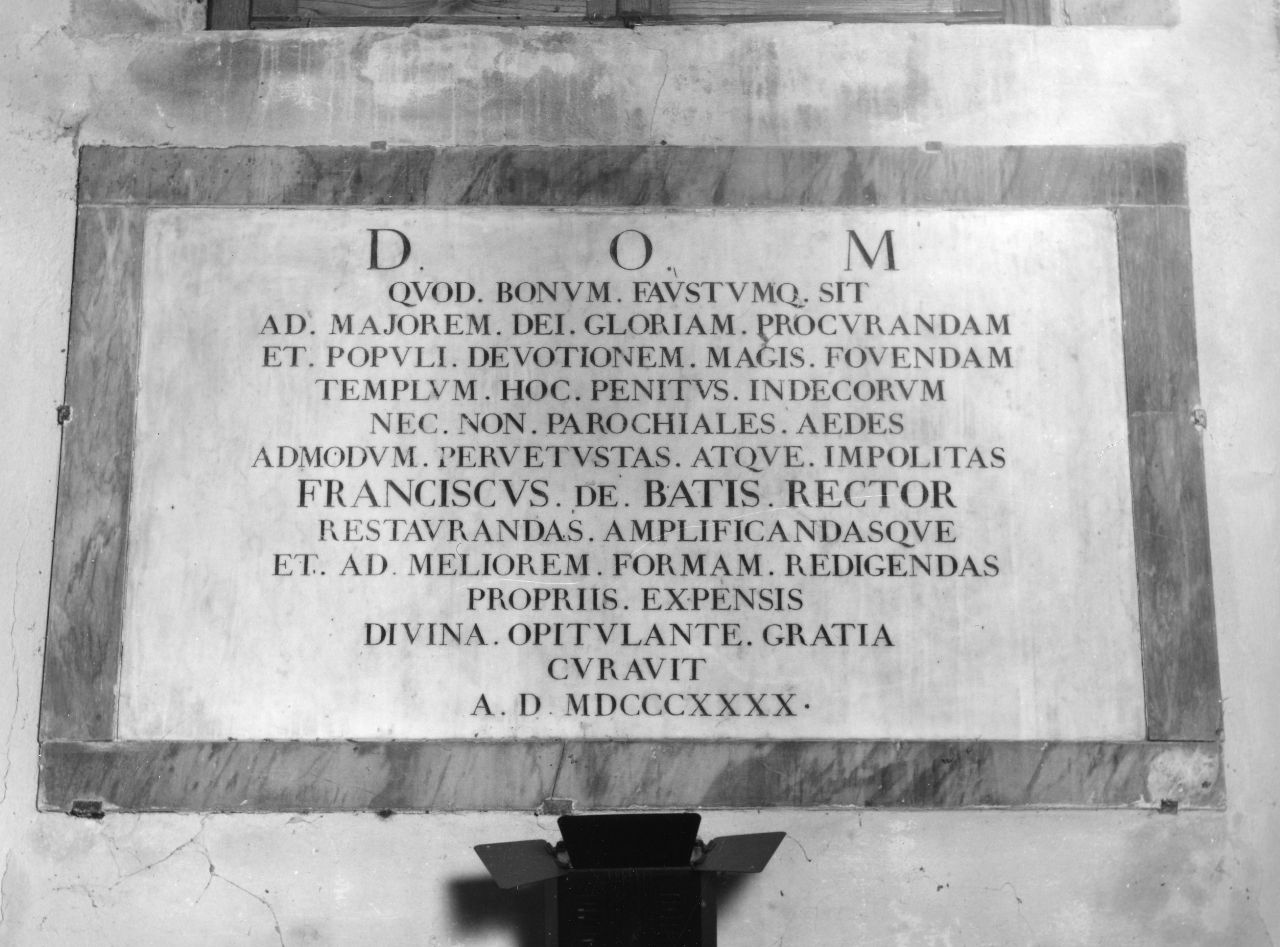 D. O. M
QVOD. BONVM. FAVSTVMQ. SIT
AD. MAJOREM. DEI. GLORIAM. PROCVRANDAM
ET. POPVLI. DEVOTIONEM. MAGIS. FOVENDAM
TEMPLVM. HOC. PENITVS. INDECORVM
NEC. NON. PAROCHIALES. AEDES
ADMODVM. PERVETVSTAS. ATQVE. IMPOLITAS
FRANCISCVS. DE. BATIS. RECTOR
RESTAVRANDAS. AMPLIFICANDASQVE
ET. AD. MELIOREM. FORMAM. REDIGENDAS
PROPRIIS. EXPENSIS
DIVINA. OPITVLANTE. GRATIA
CVRAVIT
A. D. MDCCCXXXX.